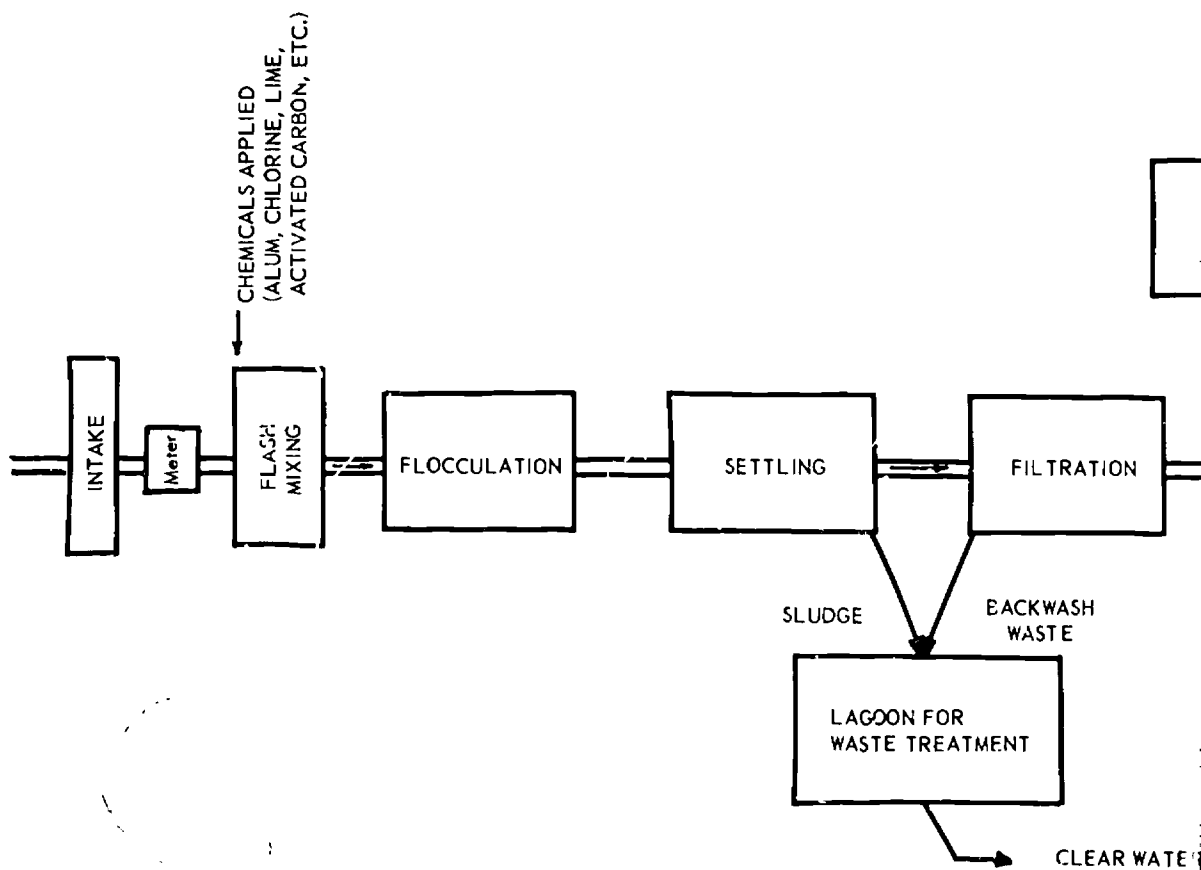 CHEMICALS APPLIED
(ALUM, CHLORINE, LIME,
ACTIVATED CARBON, ETC.)
INTAKE
Meter
FLASH
MIXING
FLOCCULATION
SETTLING
FILTRATION
SLUDGE
BACKWASH
WASTE
LAGOON FOR
WASTE TREATMENT
CLEAR